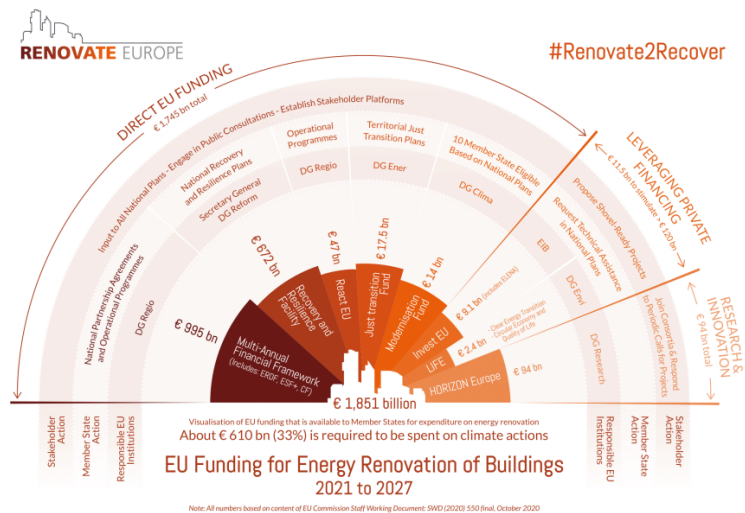 RENOVATE EUROPE
#Renovate2Recover
DIRECT EU FUNDING
€ 1,745 bn total
LEVERAGING PRIVATE
FINANCING
€ 11.5 bn to stimulate > € 120 bn
RESEARCH &
INNOVATION
€ 94 bn total
Input to All National Plans - Engage in Public Consultations - Establish Stakeholder Platforms
Propose Shovel Ready Projects
Join Consortia & Respond
to Periodic Calls for Projects
National Partnership Agreements
and Operational Programmes
National Recovery
and Resilience Plans
Operational
Programmes
Territorial Just
Transition Plans
10 Member State Eligible
Based on National Plans
Request Technical Assistance
in National Plans
DG Regio
Secretary General
DG Reform
DG Regio
DG Ener
DG Clima
EIB
DG Envi
DG Research
€ 995 bn
€ 672 bn
€ 47 bn
€ 17.5 bn
€ 14 bn
€ 9.1 bn (includes ELENA)
€ 2.4 bn
- Clean Energy Transition
- Circular Economy and
Quality of Life
€ 94 bn
Multi-Annual
Financial Framework
(Includes: ERDF, ESF+, CF)
Recovery and
Resilience
Facility
React EU
Just transition
Fund
Modernisation
Fund
Invest EU
LIFE
HORIZON Europe
€ 1,851 billion
Stakeholder
Action
Member State
Action
Responsible EU
Institutions
Responsible EU
Institutions
Member State
Action
Stakeholder
Action
Visualisation of EU funding that is available to Member States for expenditure on energy renovation
About € 610 bn (33%) is required to be spent on climate actions
EU Funding for Energy Renovation of Buildings
2021 to 2027
Note: All numbers based on content of EU Commission Staff Working Document: SWD (2020) 550 final, October 2020